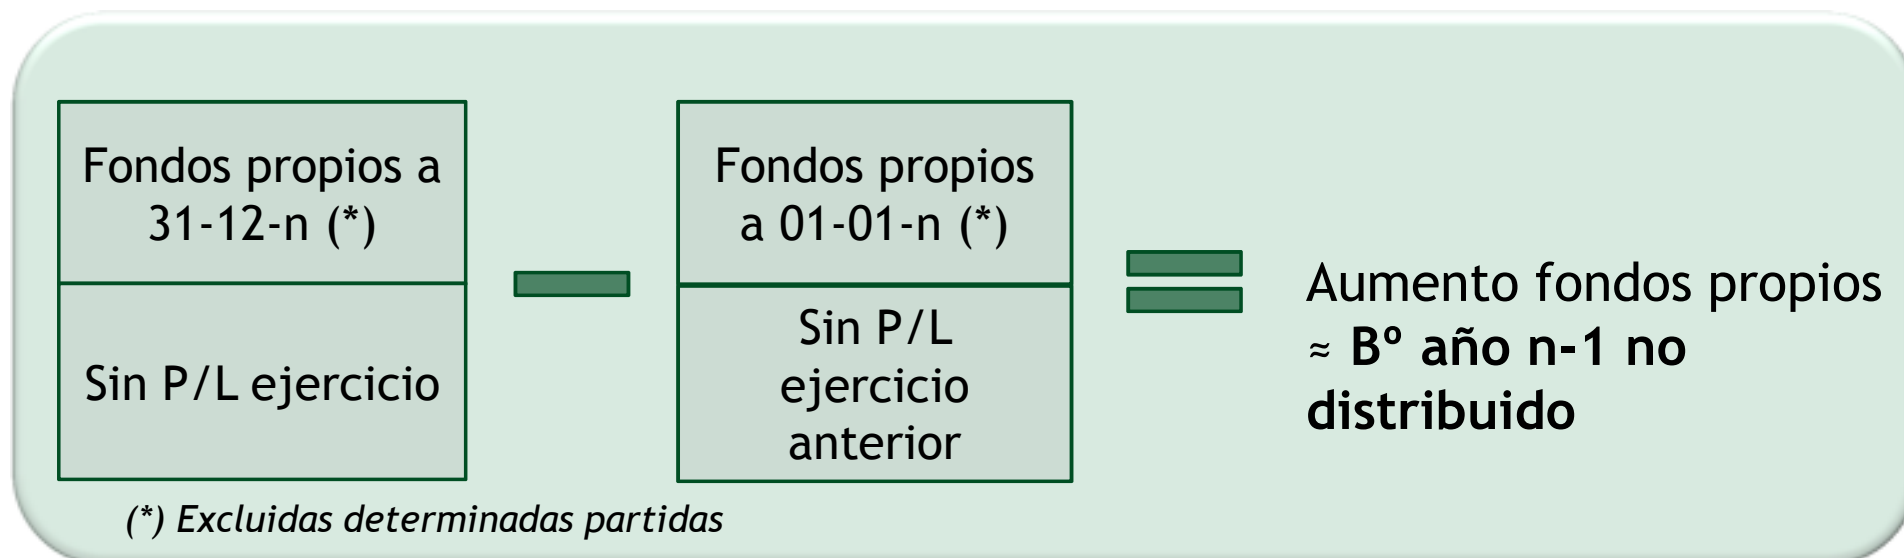 Fondos propios a
31-12-n (*)
Sin P/L ejercicio
Fondos propios
a 01-01-n (*)
Sin P/L
ejercicio
anterior
Aumento fondos propios
≈ Bº año n-1 no
distribuido
(*) Excluidas determinadas partidas